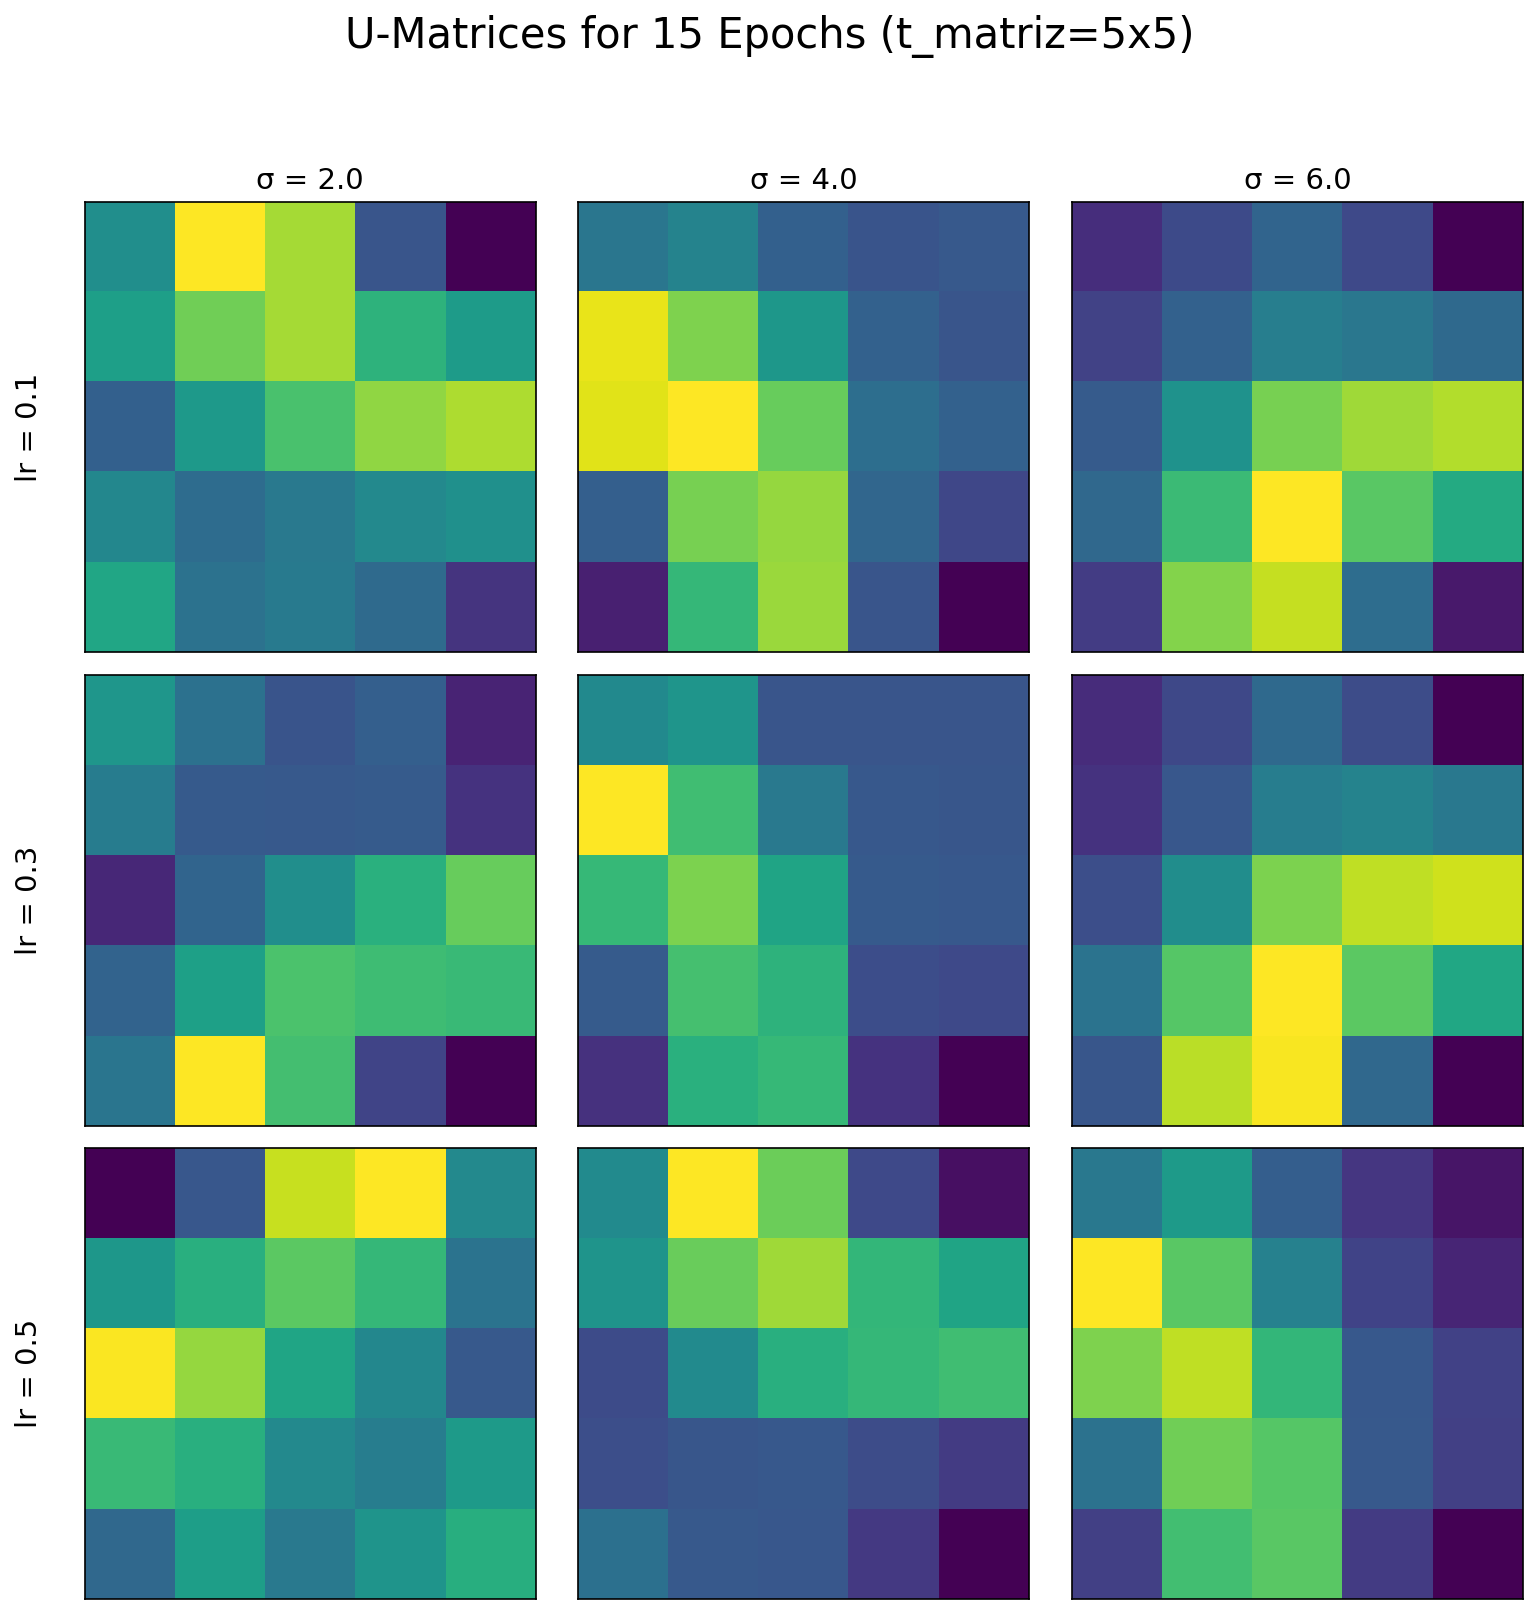 U-Matrices for 15 Epochs (t_matriz=5x5)
σ = 2.0
σ = 4.0
σ = 6.0
lr = 0.1
lr = 0.3
lr = 0.5